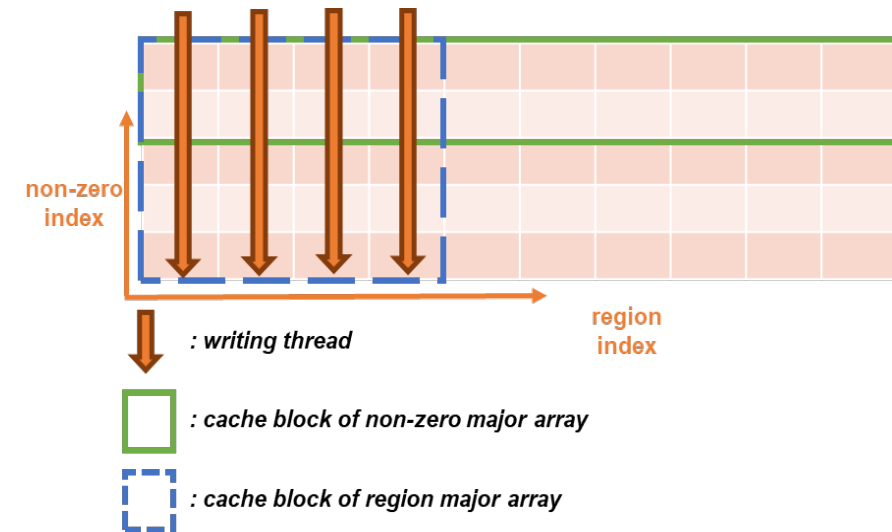 non-zero
index
region
index
: writing thread
: cache block of non-zero major array
: cache block of region major array